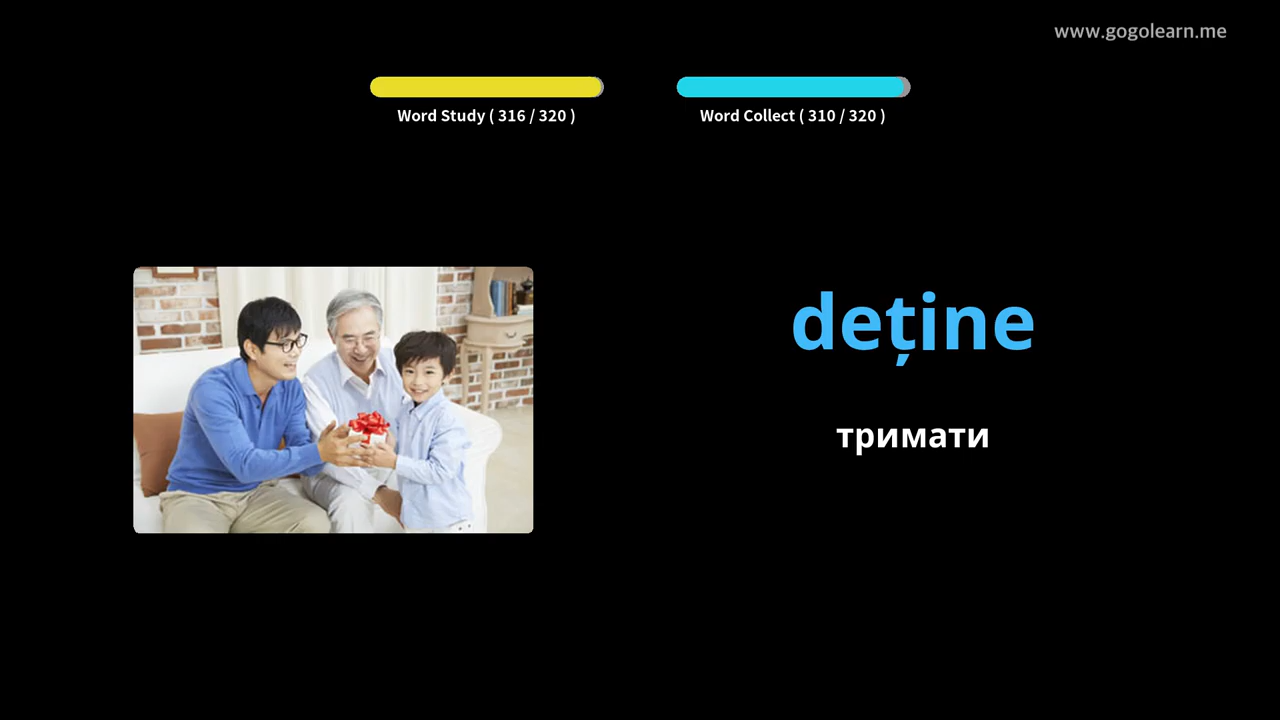 www.gogolearn.me
Word Study ( 316 / 320 )
Word Collect ( 310 / 320 )
deține
тримати